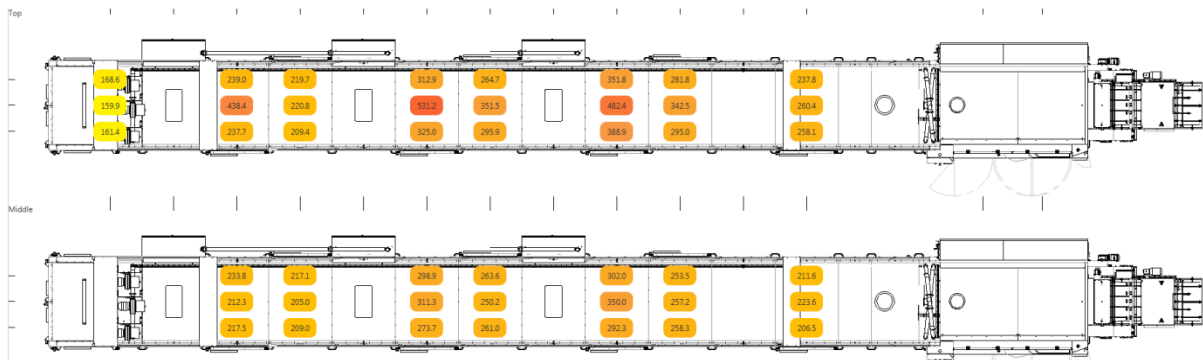 Top
168.6 239.0 219.7 312.9 264.7 351.8 281.8 237.8
159.9 438.4 220.8 531.2 351.5 482.4 342.5 260.4
161.4 237.7 209.4 325.0 295.9 388.9 295.0 258.1
Middle
233.8 217.1 298.9 263.6 302.0 253.5 211.6
212.3 205.0 311.3 250.2 350.0 257.2 223.6
217.5 209.0 273.7 261.0 292.3 258.3 206.5